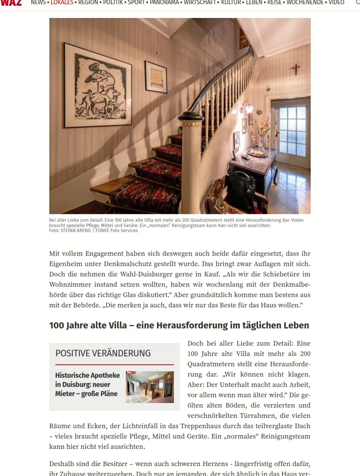 WAZ
NEWS • LOKALES • REGION • POLITIK • SPORT • PANORAMA • WIRTSCHAFT • KULTUR • LEBEN • REISE • WOCHENENDE • VIDEO
Bei aller Liebe zum Detail: Eine 100 Jahre alte Villa mit mehr als 200 Quadratmetern stellt eine Herausforderung dar. Vieles
braucht spezielle Pflege, Mittel und Geräte. Ein „normales“ Reinigungsteam kann hier nicht viel ausrichten.
Foto: STEFAN AREND / FUNKE Foto Services
Mit vollem Engagement haben sich deswegen auch beide dafür eingesetzt, dass ihr
Eigenheim unter Denkmalschutz gestellt wurde. Das bringt zwar Auflagen mit sich.
Doch die nehmen die Wahl-Duisburger gerne in Kauf. „Als wir die Schiebetüre im
Wohnzimmer instand setzen wollten, haben wir wochenlang mit der Denkmalbe-
hörde über das richtige Glas diskutiert.“ Aber grundsätzlich komme man bestens aus
mit der Behörde. „Die merken ja auch, dass wir nur das Beste für das Haus wollen.“
100 Jahre alte Villa – eine Herausforderung im täglichen Leben
POSITIVE VERÄNDERUNG
Historische Apotheke
in Duisburg: neuer
Mieter – große Pläne
Doch bei aller Liebe zum Detail: Eine
100 Jahre alte Villa mit mehr als 200
Quadratmetern stellt eine Herausforde-
rung dar. „Wir können nicht klagen.
Aber: Der Unterhalt macht auch Arbeit,
vor allem wenn man älter wird.“ Die ge-
ölten alten Böden, die verzierten und
verschnörkelten Türrahmen, die vielen
Räume und Ecken, der Lichteinfall in das Treppenhaus durch das teilverglaste Dach
– vieles braucht spezielle Pflege, Mittel und Geräte. Ein „normales“ Reinigungsteam
kann hier nicht viel ausrichten.
Deshalb sind die Besitzer – wenn auch schweren Herzens - längerfristig offen dafür,
ihr Zuhause weiterzugeben. Doch nur an jemanden, der sich ähnlich in das Haus ver-